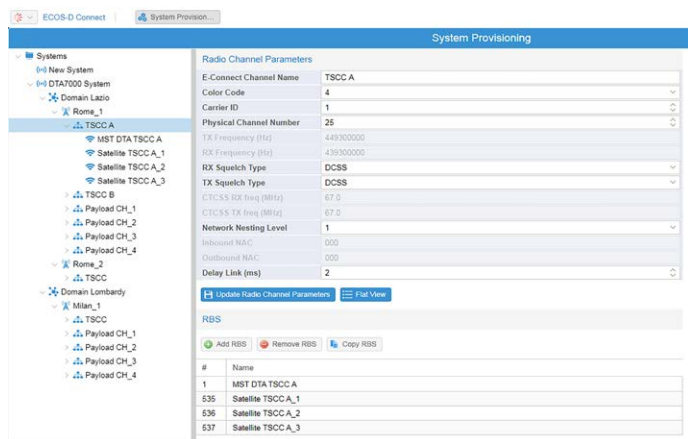 ECOS-D Connect
System Provision...
System Provisioning
Systems
New System
DTA7000 System
Domain Lazio
Rome_1
TSCC A
MST DTA TSCC A
Satellite TSCC A_1
Satellite TSCC A_2
Satellite TSCC A_3
TSCC B
Payload CH_1
Payload CH_2
Payload CH_3
Payload CH_4
Rome_2
TSCC
Domain Lombardy
Milan_1
TSCC
Payload CH_1
Payload CH_2
Payload CH_3
Payload CH_4
Radio Channel Parameters
E-Connect Channel Name TSCC A
Color Code 4
Carrier ID 1
Physical Channel Number 25
TX Frequency (Hz) 449300000
RX Frequency (Hz) 439300000
RX Squelch Type DCSS
TX Squelch Type DCSS
CTCSS RX freq (MHz) 67.0
CTCSS TX freq (MHz) 67.0
Network Nesting Level 1
Inbound NAC 000
Outbound NAC 000
Delay Link (ms) 2
Update Radio Channel Parameters Flat View
RBS
Add RBS Remove RBS Copy RBS
# Name
1 MST DTA TSCC A
535 Satellite TSCC A_1
536 Satellite TSCC A_2
537 Satellite TSCC A_3